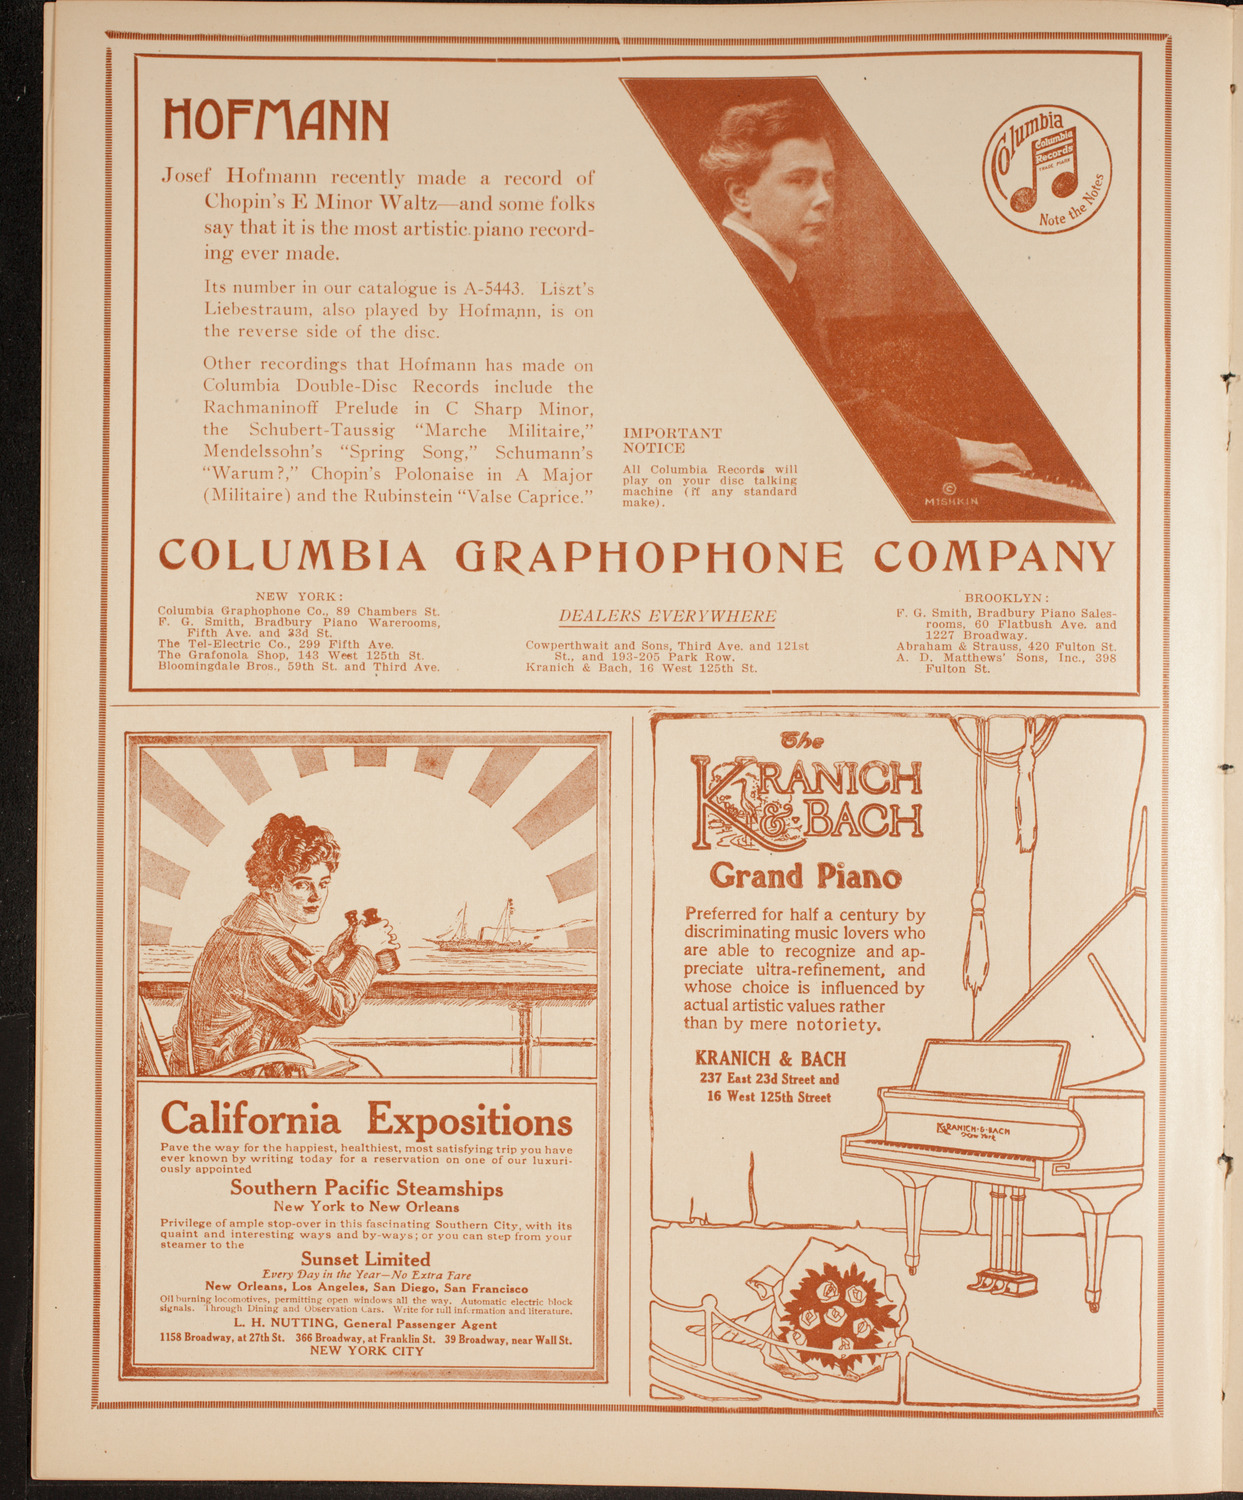 HOFMANN
Josef Hofmann recently made a record of
Chopin's E Minor Waltz—and some folks
say that it is the most artistic piano record-
ing ever made.
Its number in our catalogue is A-5443. Liszt's
Liebestraum, also played by Hofmann, is on
the reverse side of the disc.
Other recordings that Hofmann has made on
Columbia Double-Disc Records include the
Rachmaninoff Prelude in C Sharp Minor,
the Schubert-Taussig "Marche Militaire,"
Mendelssohn's "Spring Song," Schumann's
"Warum?," Chopin's Polonaise in A Major
(Militaire) and the Rubinstein "Valse Caprice."
IMPORTANT
NOTICE
All Columbia Records will
play on your disc talking
machine (if any standard
make).
© MISHKIN
Columbia
Columbia
Records
TRADE MARK
Note the Notes
COLUMBIA GRAPHOPHONE COMPANY
NEW YORK:
Columbia Graphophone Co., 89 Chambers St.
F. G. Smith, Bradbury Piano Warerooms,
Fifth Ave. and 33d St.
The Tel-Electric Co., 299 Fifth Ave.
The Grafonola Shop, 143 West 125th St.
Bloomingdale Bros., 59th St. and Third Ave.
DEALERS EVERYWHERE
Cowperthwait and Sons, Third Ave. and 121st
St., and 193-205 Park Row.
Kranich & Bach, 16 West 125th St.
BROOKLYN:
F. G. Smith, Bradbury Piano Sales-
rooms, 60 Flatbush Ave. and
1227 Broadway.
Abraham & Strauss, 420 Fulton St.
A. D. Matthews' Sons, Inc., 398
Fulton St.
California Expositions
Pave the way for the happiest, healthiest, most satisfying trip you have
ever known by writing today for a reservation on one of our luxuri-
ously appointed
Southern Pacific Steamships
New York to New Orleans
Privilege of ample stop-over in this fascinating Southern City, with its
quaint and interesting ways and by-ways; or you can step from your
steamer to the
Sunset Limited
Every Day in the Year—No Extra Fare
New Orleans, Los Angeles, San Diego, San Francisco
Oil burning locomotives, permitting open windows all the way. Automatic electric block
signals. Through Dining and Observation Cars. Write for full information and literature.
L. H. NUTTING, General Passenger Agent
1158 Broadway, at 27th St. 366 Broadway, at Franklin St. 39 Broadway, near Wall St.
NEW YORK CITY
The
KRANICH
& BACH
Grand Piano
Preferred for half a century by
discriminating music lovers who
are able to recognize and ap-
preciate ultra-refinement, and
whose choice is influenced by
actual artistic values rather
than by mere notoriety.
KRANICH & BACH
237 East 23d Street and
16 West 125th Street
KRANICH & BACH
New York